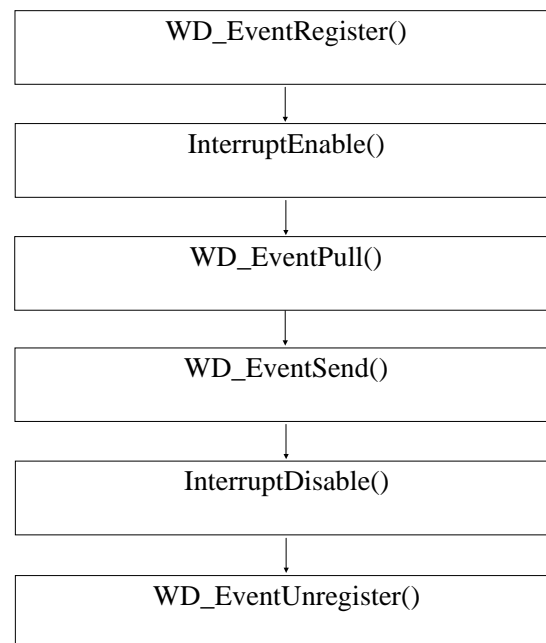 WD_EventRegister()
InterruptEnable()
WD_EventPull()
WD_EventSend()
InterruptDisable()
WD_EventUnregister()